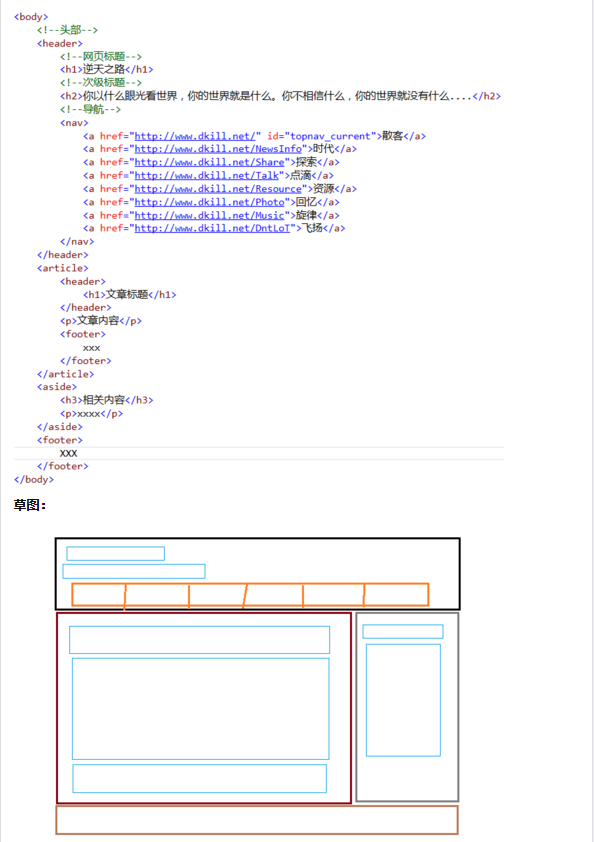 <body>
<!--头部-->
<header>
<!--网页标题-->
<h1>逆天之路</h1>
<!--次级标题-->
<h2>你以什么眼光看世界，你的世界就是什么。你不相信什么，你的世界就没有什么....</h2>
<!--导航-->
<nav>
<a href="http://www.dkill.net/" id="topnav_current">散客</a>
<a href="http://www.dkill.net/NewsInfo">时代</a>
<a href="http://www.dkill.net/Share">探索</a>
<a href="http://www.dkill.net/Talk">点滴</a>
<a href="http://www.dkill.net/Resource">资源</a>
<a href="http://www.dkill.net/Photo">回忆</a>
<a href="http://www.dkill.net/Music">旋律</a>
<a href="http://www.dkill.net/DntLoT">飞扬</a>
</nav>
</header>
<article>
<header>
<h1>文章标题</h1>
</header>
<p>文章内容</p>
<footer>
xxx
</footer>
</article>
<aside>
<h3>相关内容</h3>
<p>xxxx</p>
</aside>
<footer>
XXX
</footer>
</body>
草图：